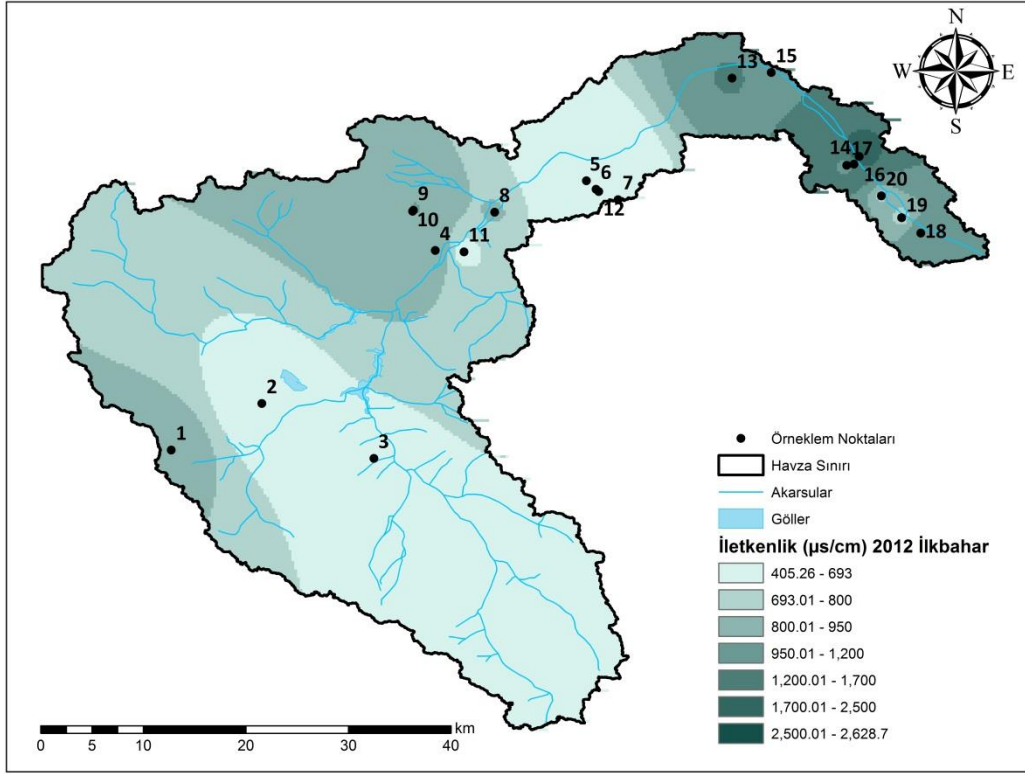 N
W E
S
13
15
14
17
16
20
19
18
5
6
7
12
8
9
10
4
11
2
1
3
Örneklem Noktaları
Havza Sınırı
Akarsular
Göller
İletkenlik (µs/cm) 2012 İlkbahar
405.26 - 693
693.01 - 800
800.01 - 950
950.01 - 1,200
1,200.01 - 1,700
1,700.01 - 2,500
2,500.01 - 2,628.7
km
0 5 10 20 30 40